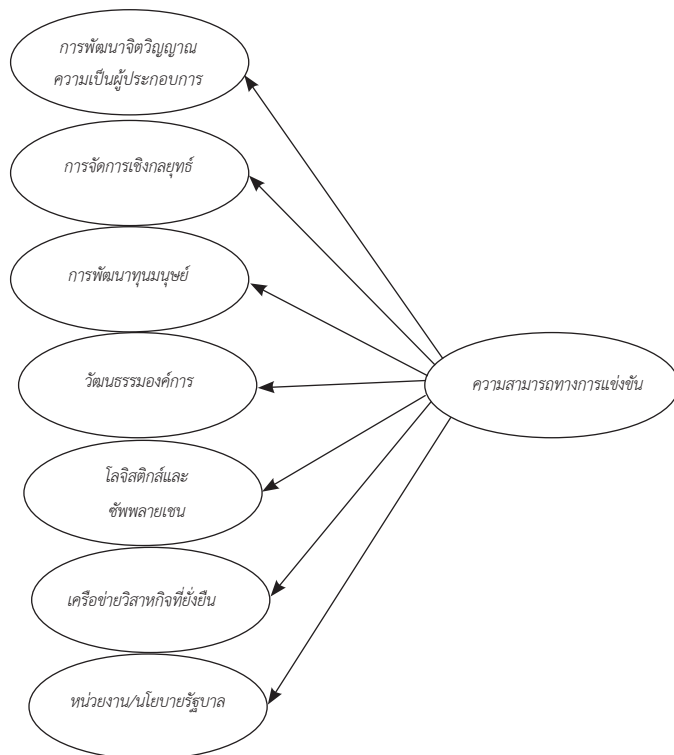 การพัฒนาจิตวิญญาณ
ความเป็นผู้ประกอบการ
การจัดการเชิงกลยุทธ์
การพัฒนาทุนมนุษย์
วัฒนธรรมองค์การ
ความสามารถทางการแข่งขัน
โลจิสติกส์และ
ซัพพลายเชน
เครือข่ายวิสาหกิจที่ยั่งยืน
หน่วยงาน/นโยบายรัฐบาล